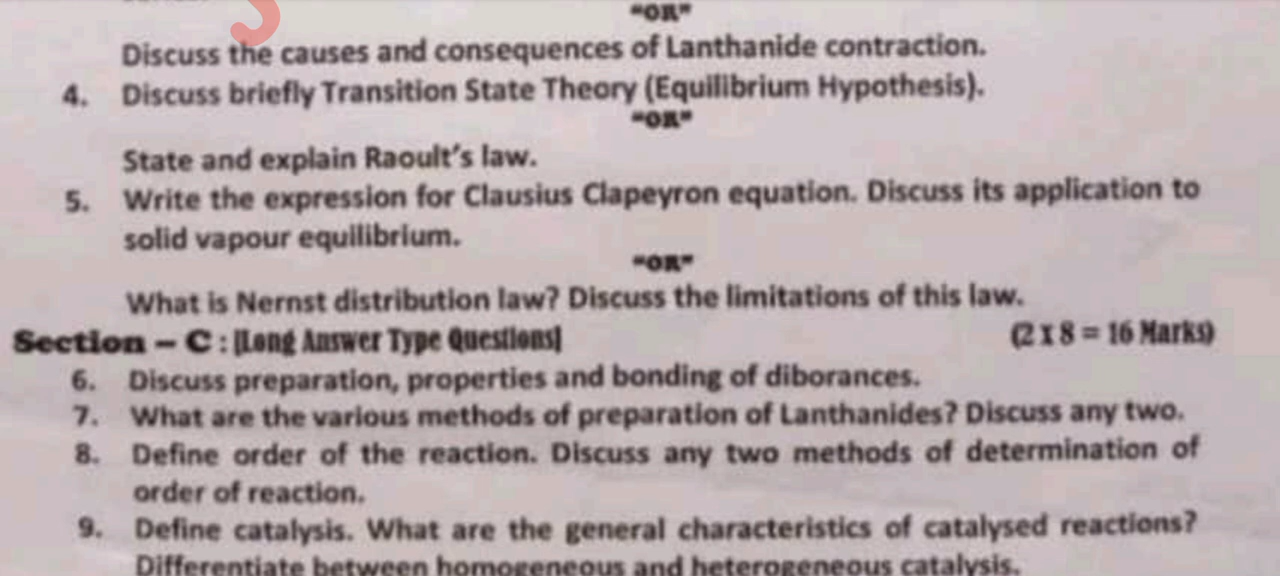 "OR"
Discuss the causes and consequences of Lanthanide contraction.
4. Discuss briefly Transition State Theory (Equilibrium Hypothesis).
"OR"
State and explain Raoult's law.
5. Write the expression for Clausius Clapeyron equation. Discuss its application to
solid vapour equilibrium.
"OR"
What is Nernst distribution law? Discuss the limitations of this law.
Section – C : [Long Answer Type Questions] (2 x 8 = 16 Marks)
6. Discuss preparation, properties and bonding of diborances.
7. What are the various methods of preparation of Lanthanides? Discuss any two.
8. Define order of the reaction. Discuss any two methods of determination of
order of reaction.
9. Define catalysis. What are the general characteristics of catalysed reactions?
Differentiate between homogeneous and heterogeneous catalysis.